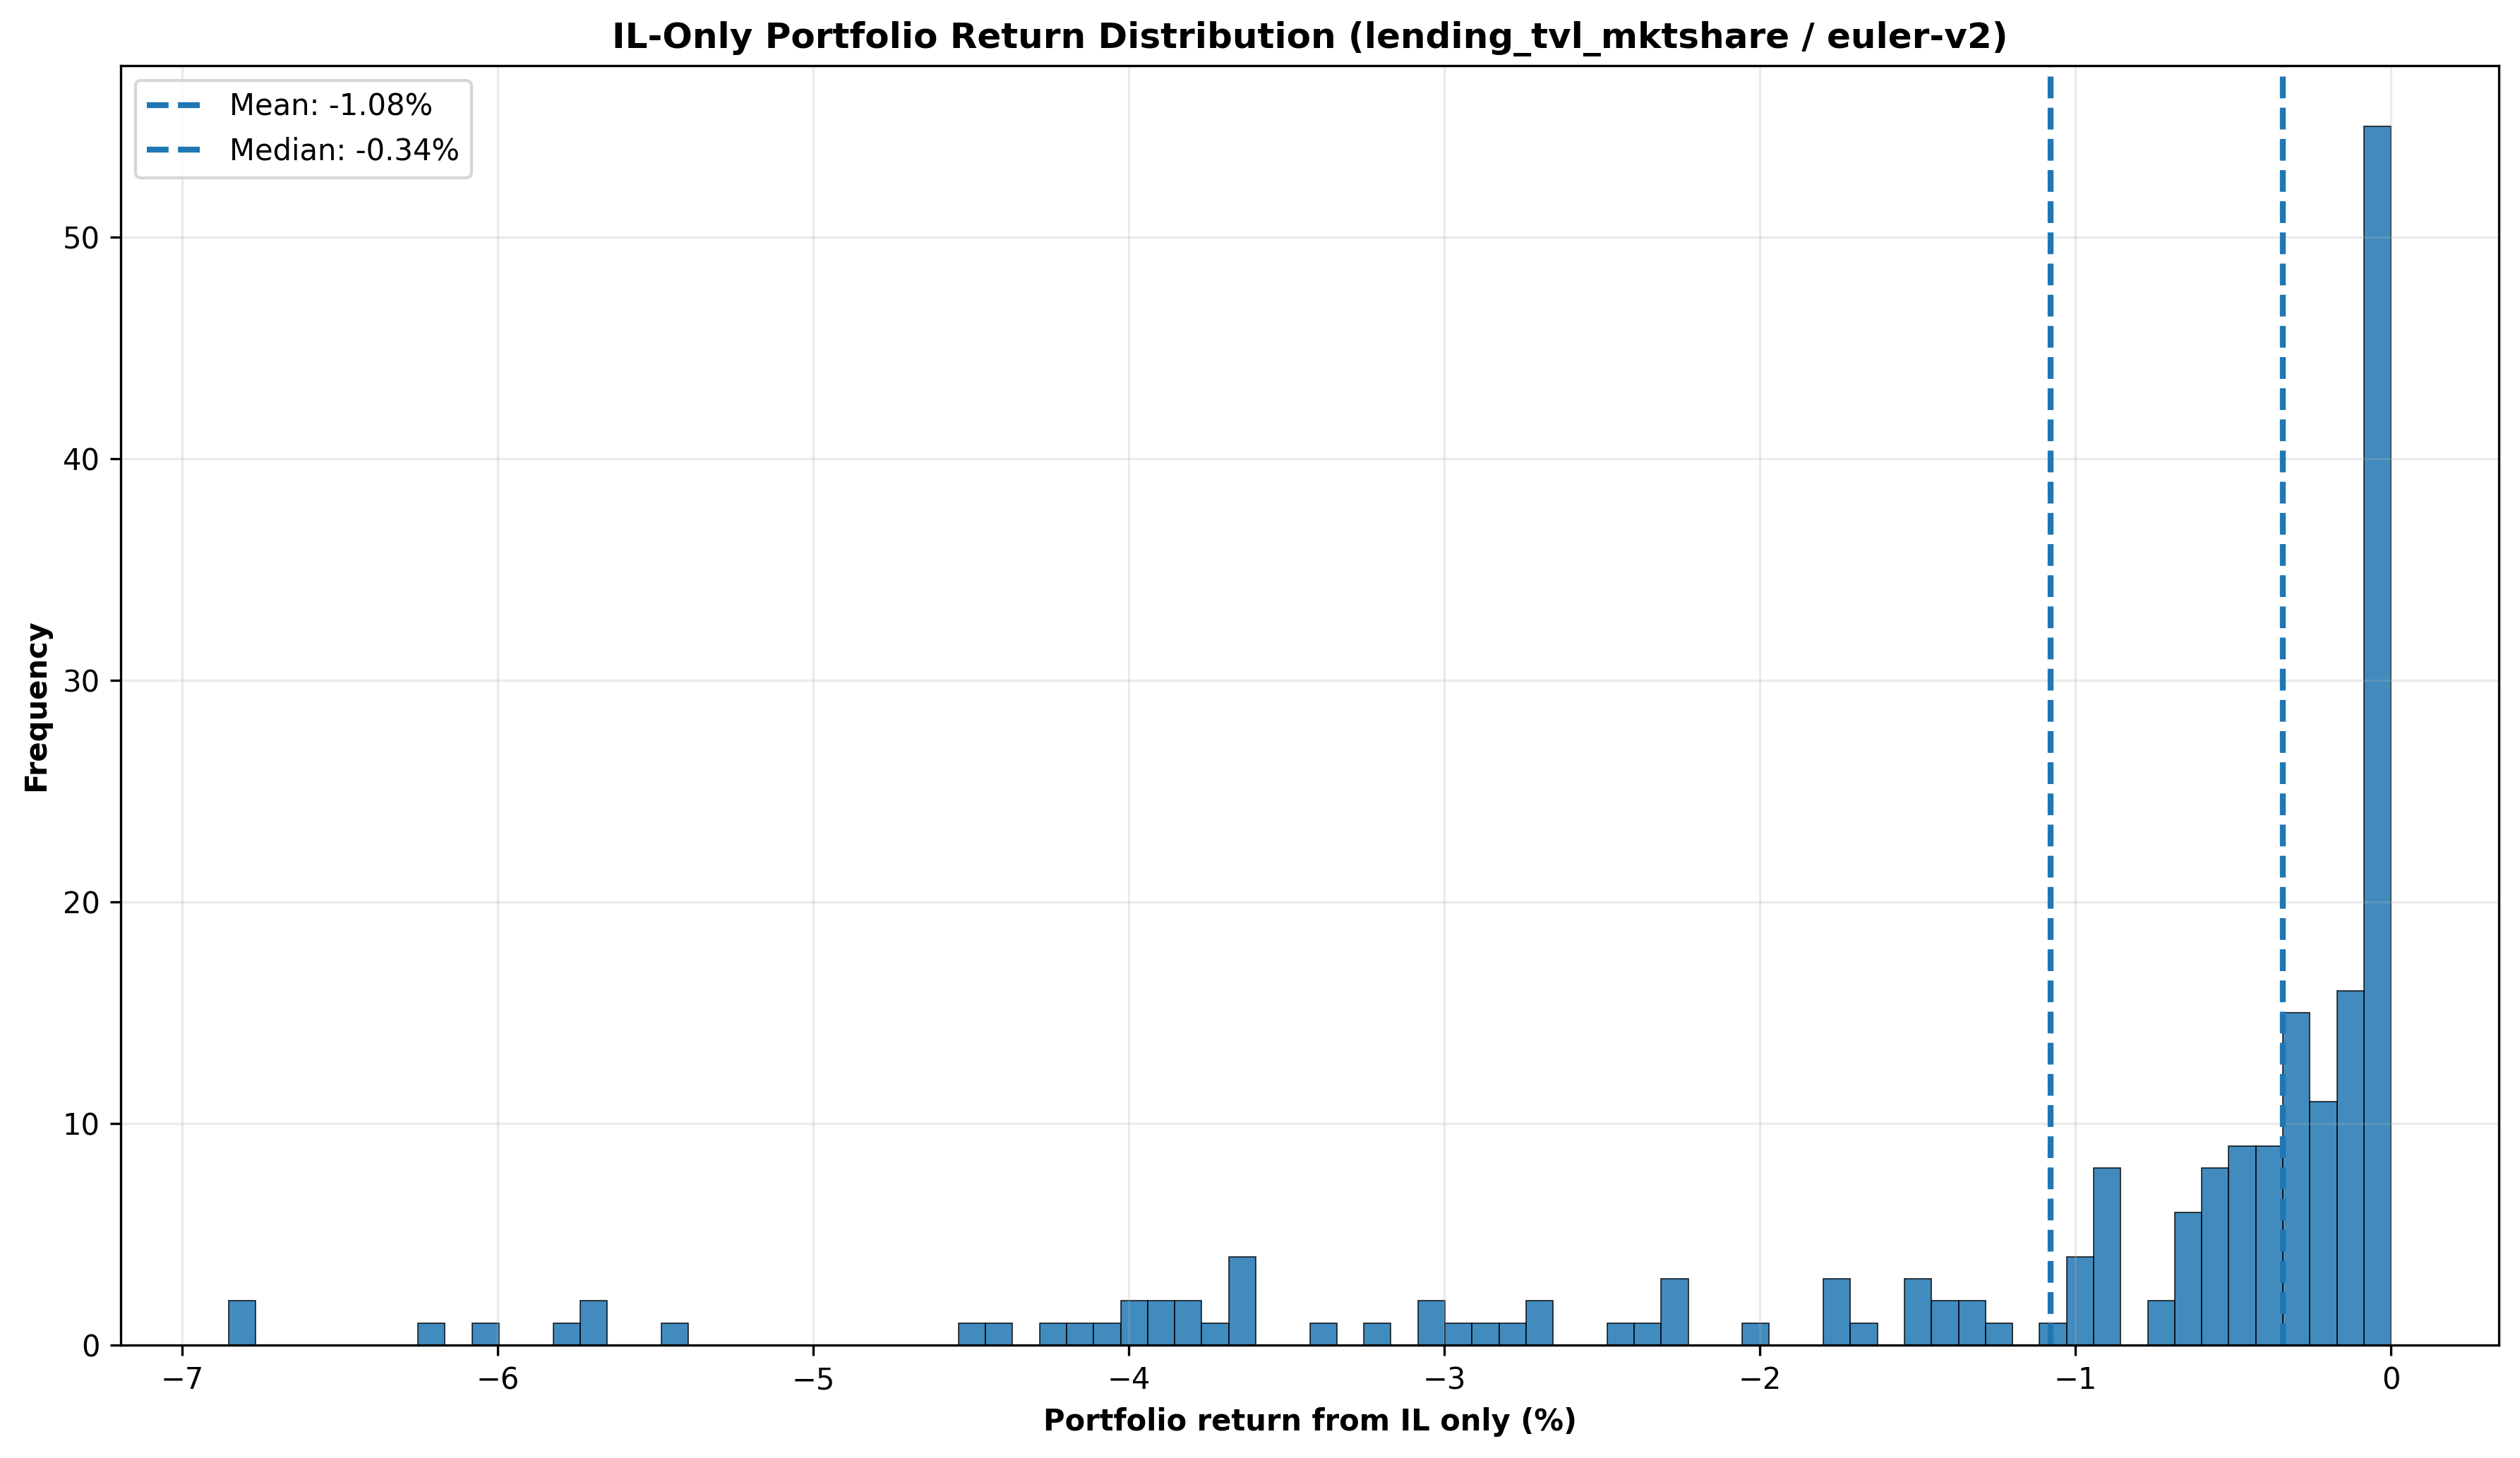 IL-Only Portfolio Return Distribution (lending_tvl_mktshare / euler-v2)
Mean: -1.08%
Median: -0.34%
50
40
30
20
10
0
Frequency
−7 −6 −5 −4 −3 −2 −1 0
Portfolio return from IL only (%)